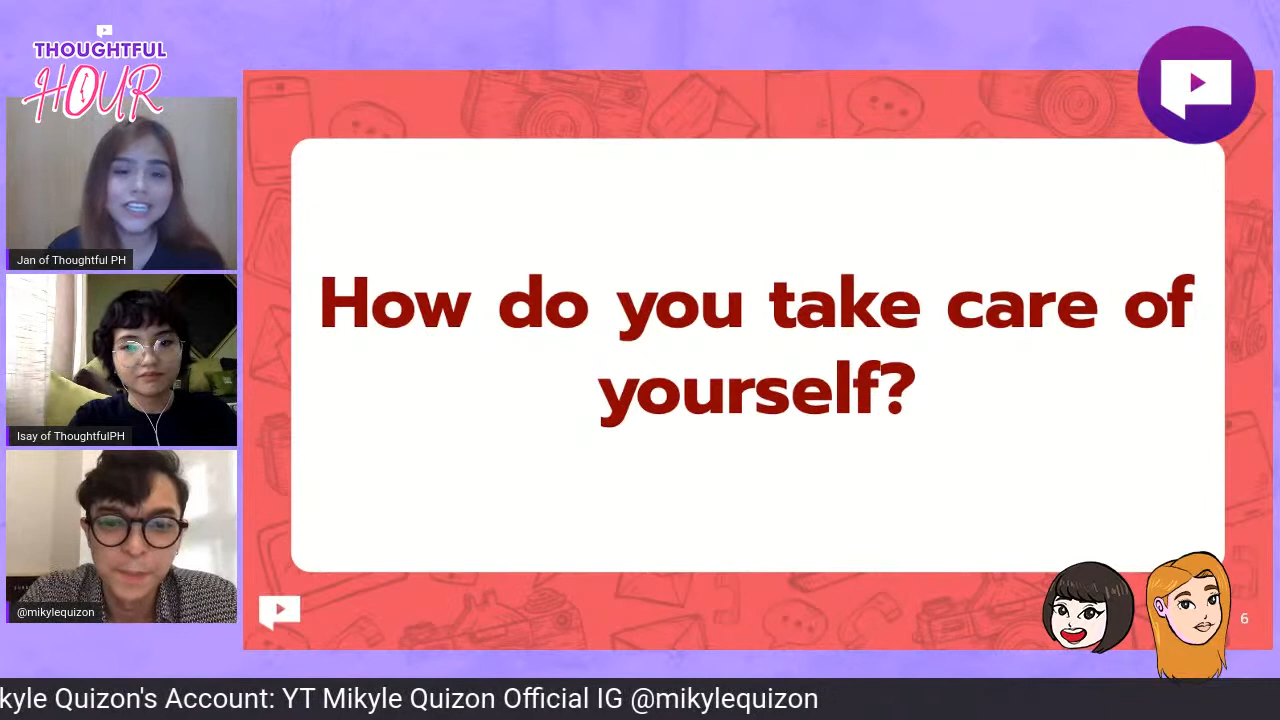 THOUGHTFUL
HOUR
Jan of Thoughtful PH
Isay of ThoughtfulPH
@mikylequizon
How do you take care of
yourself?
6
kyle Quizon's Account: YT Mikyle Quizon Official IG @mikylequizon